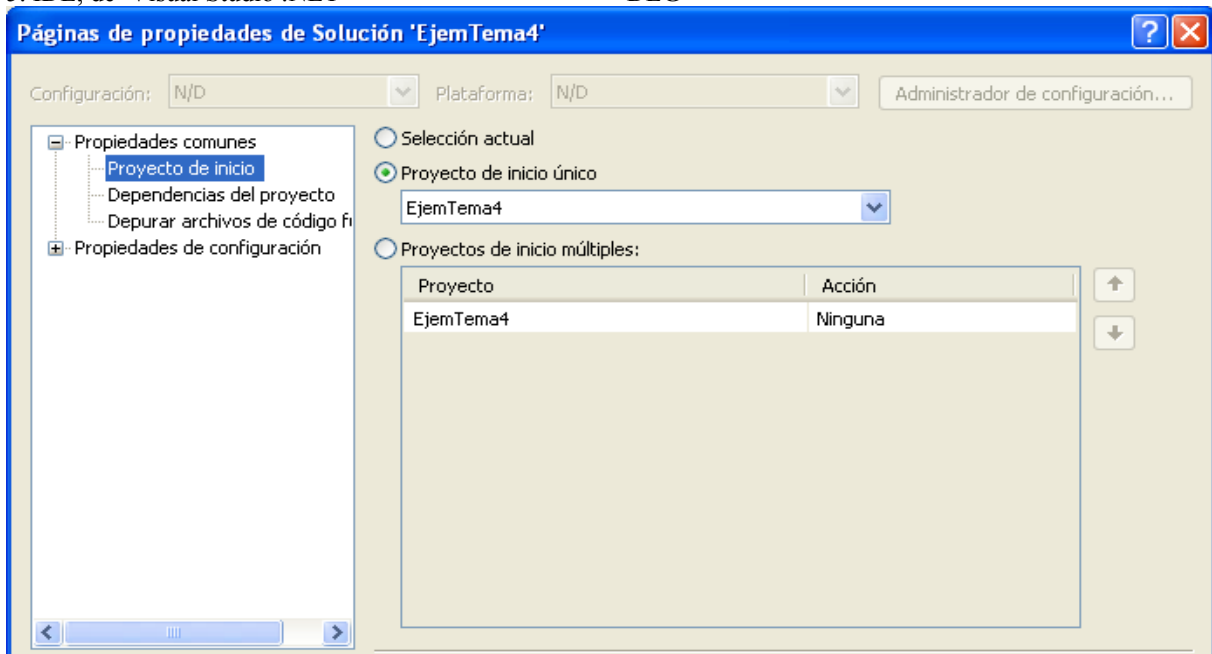 Páginas de propiedades de Solución 'EjemTema4'
Configuración: N/D Plataforma: N/D Administrador de configuración...
Propiedades comunes
Proyecto de inicio
Dependencias del proyecto
Depurar archivos de código
Propiedades de configuración
Selección actual
Proyecto de inicio único
EjemTema4
Proyectos de inicio múltiples:
Proyecto Acción
EjemTema4 Ninguna